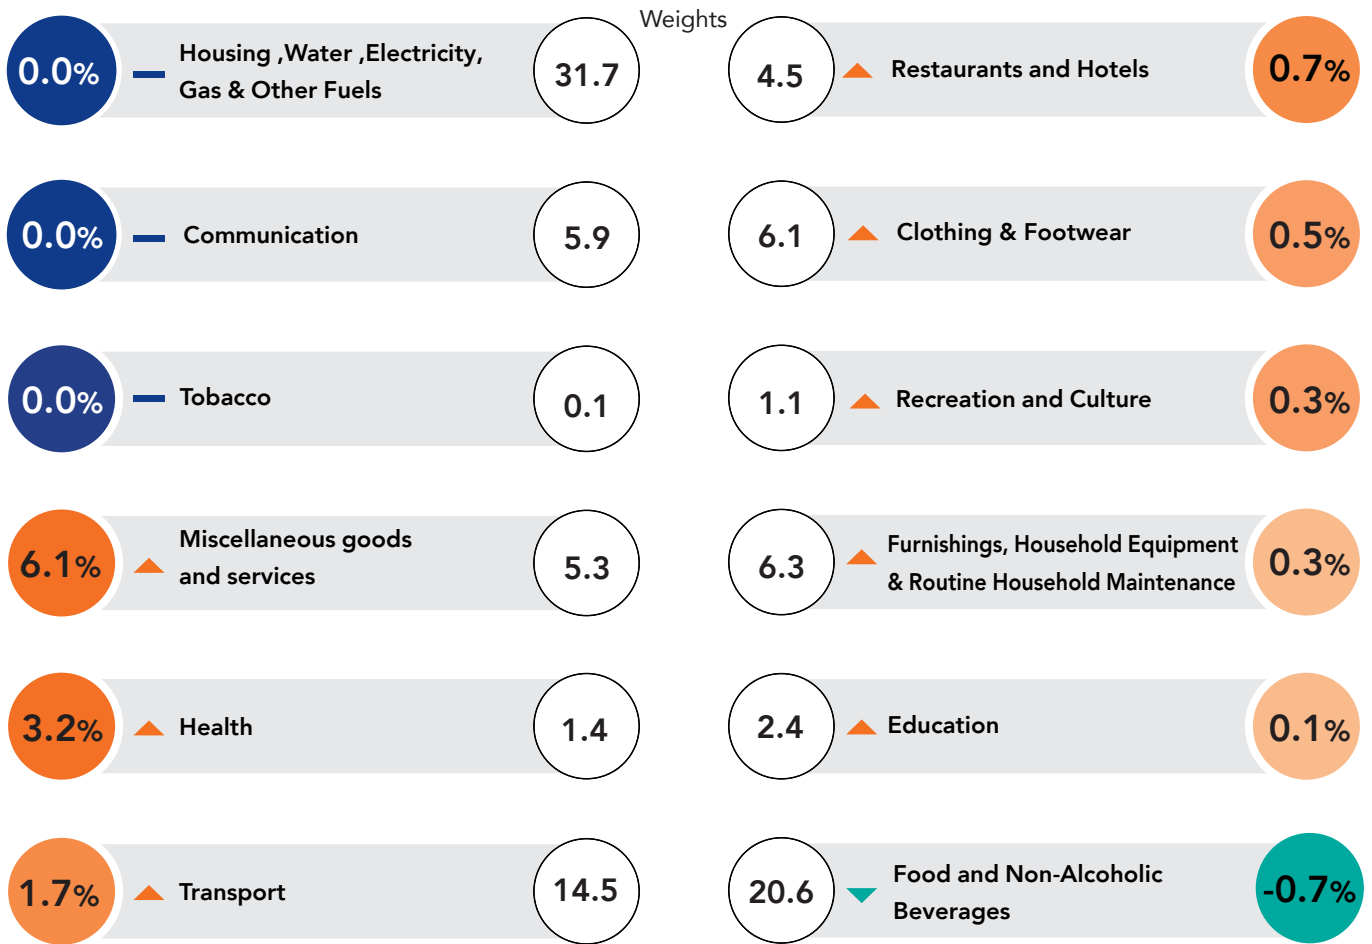 Weights
0.0% Housing ,Water ,Electricity,
Gas & Other Fuels 31.7
4.5 Restaurants and Hotels 0.7%
0.0% Communication 5.9
6.1 Clothing & Footwear 0.5%
0.0% Tobacco 0.1
1.1 Recreation and Culture 0.3%
6.1% Miscellaneous goods
and services 5.3
6.3 Furnishings, Household Equipment
& Routine Household Maintenance 0.3%
3.2% Health 1.4
2.4 Education 0.1%
1.7% Transport 14.5
20.6 Food and Non-Alcoholic
Beverages -0.7%